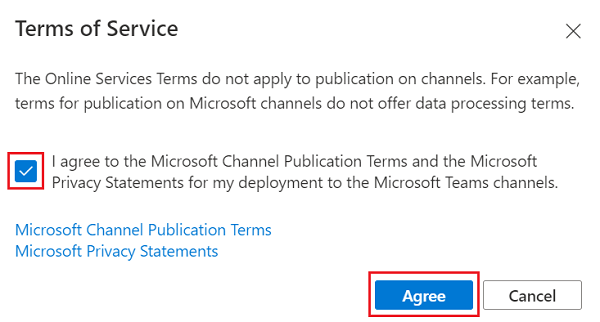 Terms of Service
The Online Services Terms do not apply to publication on channels. For example,
terms for publication on Microsoft channels do not offer data processing terms.
I agree to the Microsoft Channel Publication Terms and the Microsoft
Privacy Statements for my deployment to the Microsoft Teams channels.
Microsoft Channel Publication Terms
Microsoft Privacy Statements
Agree Cancel